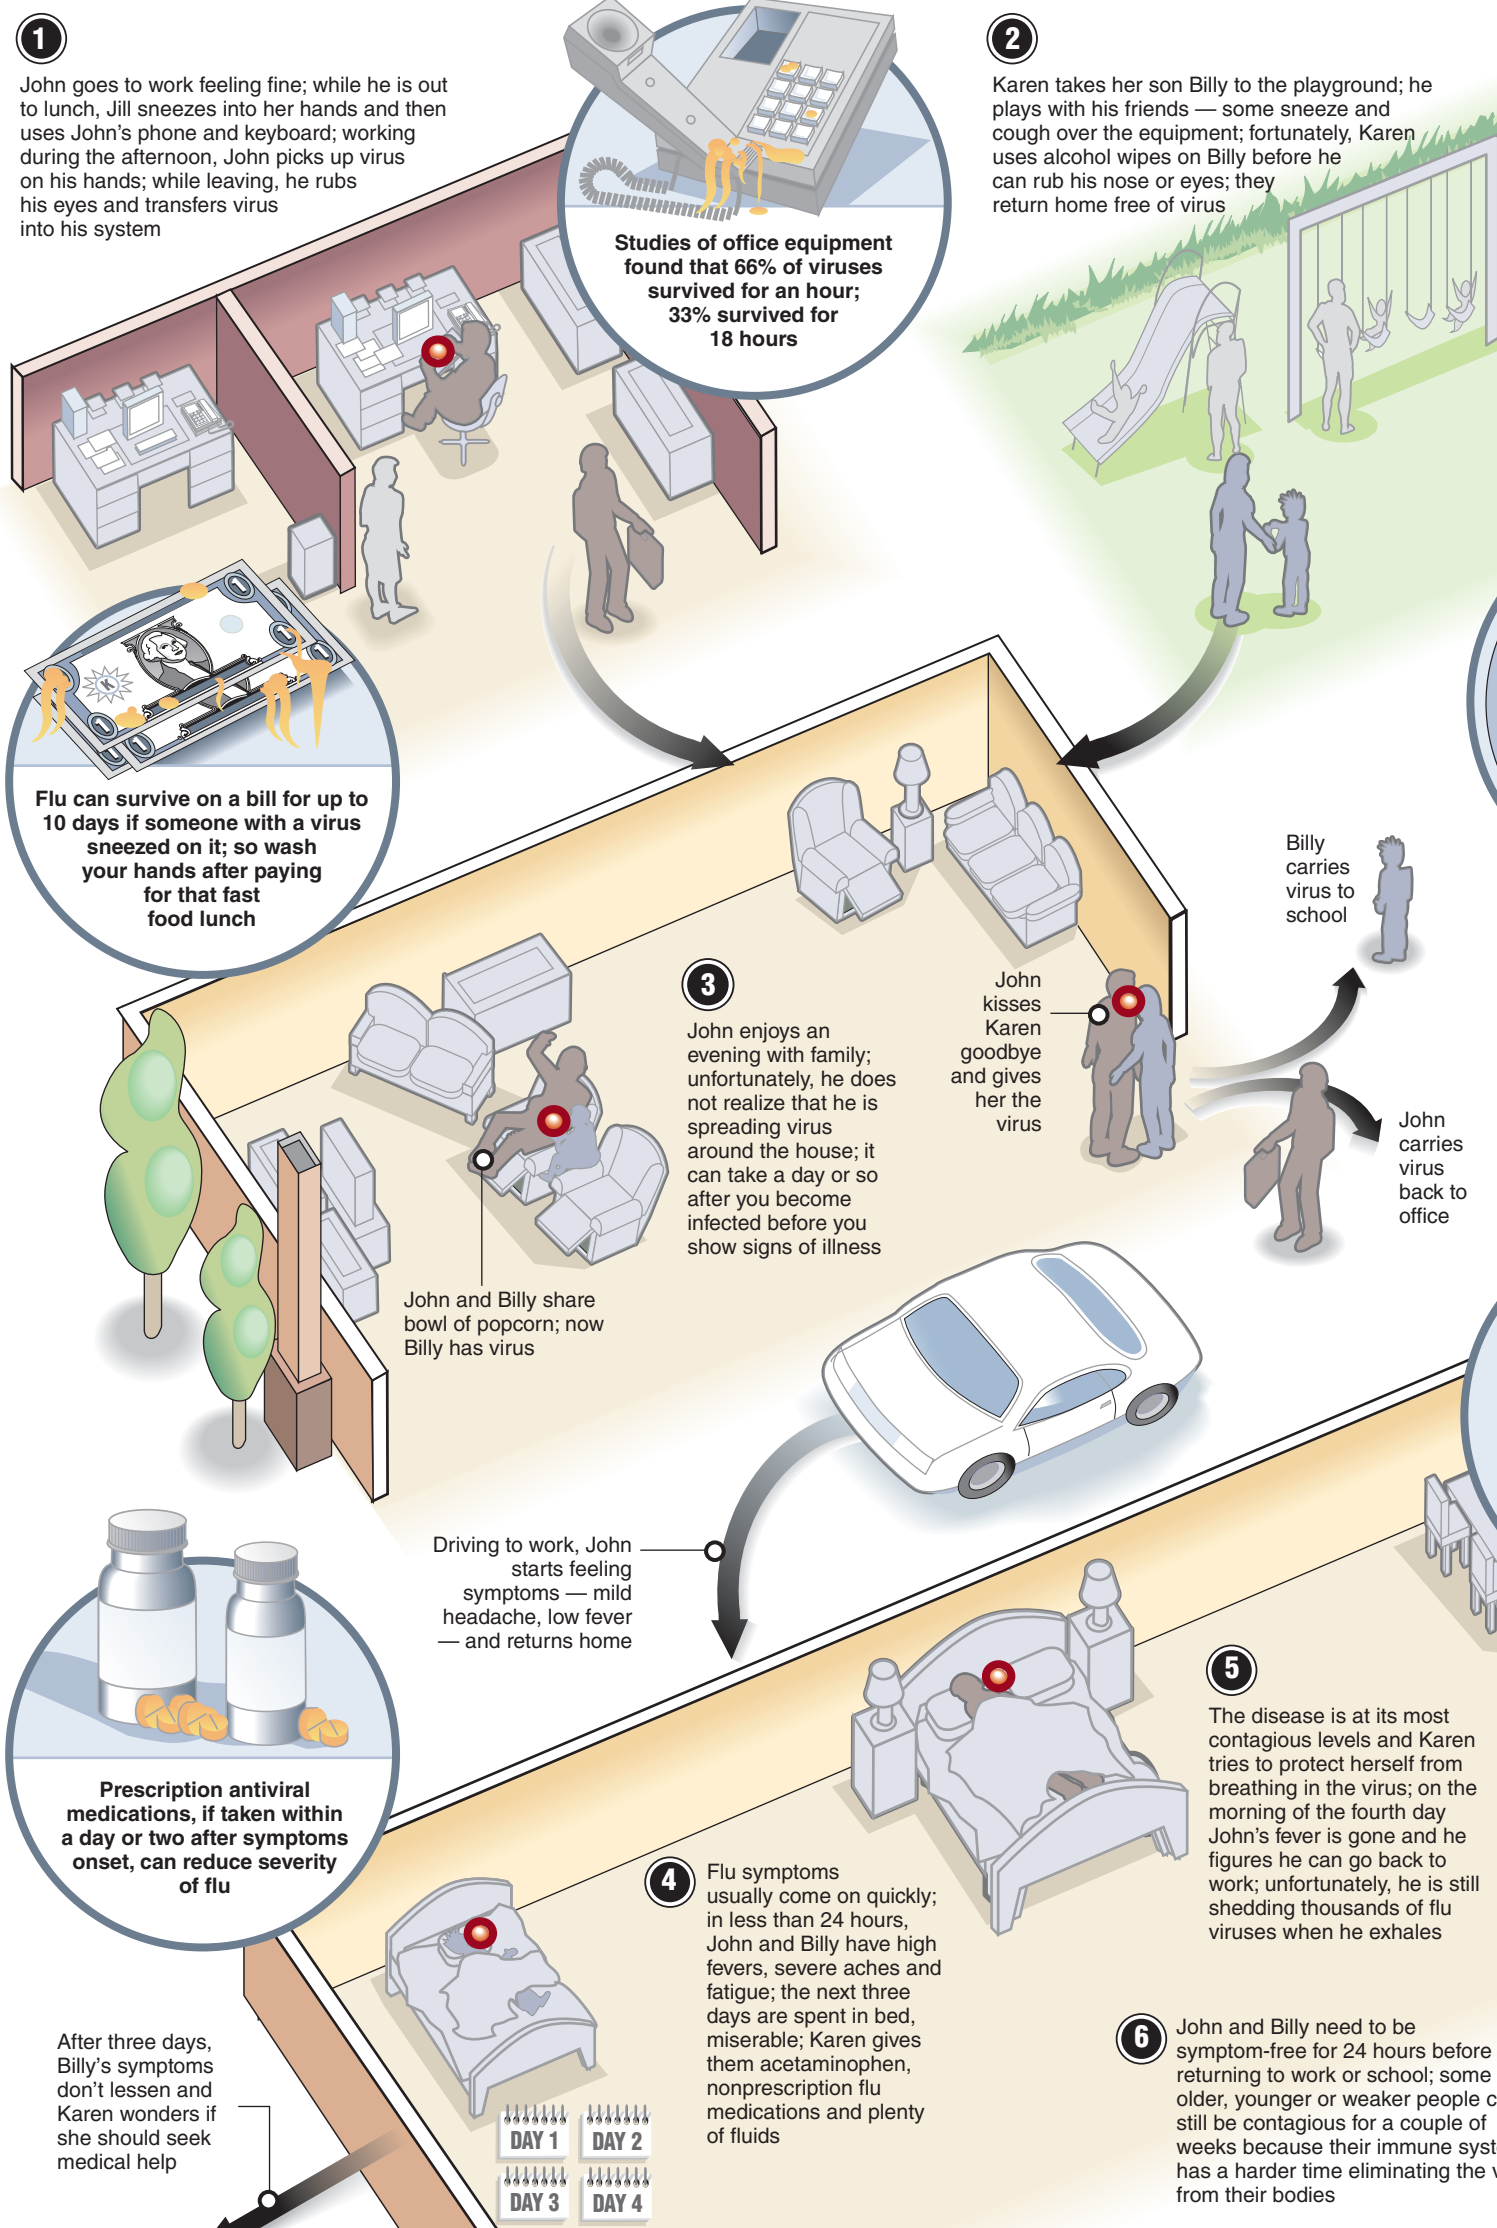 1
John goes to work feeling fine; while he is out
to lunch, Jill sneezes into her hands and then
uses John's phone and keyboard; working
during the afternoon, John picks up virus
on his hands; while leaving, he rubs
his eyes and transfers virus
into his system
Studies of office equipment
found that 66% of viruses
survived for an hour;
33% survived for
18 hours
2
Karen takes her son Billy to the playground; he
plays with his friends — some sneeze and
cough over the equipment; fortunately, Karen
uses alcohol wipes on Billy before he
can rub his nose or eyes; they
return home free of virus
1
1
1
1
1
1
K
Flu can survive on a bill for up to
10 days if someone with a virus
sneezed on it; so wash
your hands after paying
for that fast
food lunch
3
John enjoys an
evening with family;
unfortunately, he does
not realize that he is
spreading virus
around the house; it
can take a day or so
after you become
infected before you
show signs of illness
John and Billy share
bowl of popcorn; now
Billy has virus
John
kisses
Karen
goodbye
and gives
her the
virus
Billy
carries
virus to
school
John
carries
virus
back to
office
Driving to work, John
starts feeling
symptoms — mild
headache, low fever
— and returns home
Prescription antiviral
medications, if taken within
a day or two after symptoms
onset, can reduce severity
of flu
4
Flu symptoms
usually come on quickly;
in less than 24 hours,
John and Billy have high
fevers, severe aches and
fatigue; the next three
days are spent in bed,
miserable; Karen gives
them acetaminophen,
nonprescription flu
medications and plenty
of fluids
DAY 1
DAY 2
DAY 3
DAY 4
After three days,
Billy's symptoms
don't lessen and
Karen wonders if
she should seek
medical help
5
The disease is at its most
contagious levels and Karen
tries to protect herself from
breathing in the virus; on the
morning of the fourth day
John's fever is gone and he
figures he can go back to
work; unfortunately, he is still
shedding thousands of flu
viruses when he exhales
6
John and Billy need to be
symptom-free for 24 hours before
returning to work or school; some
older, younger or weaker people
still be contagious for a couple of
weeks because their immune
has a harder time eliminating the
from their bodies